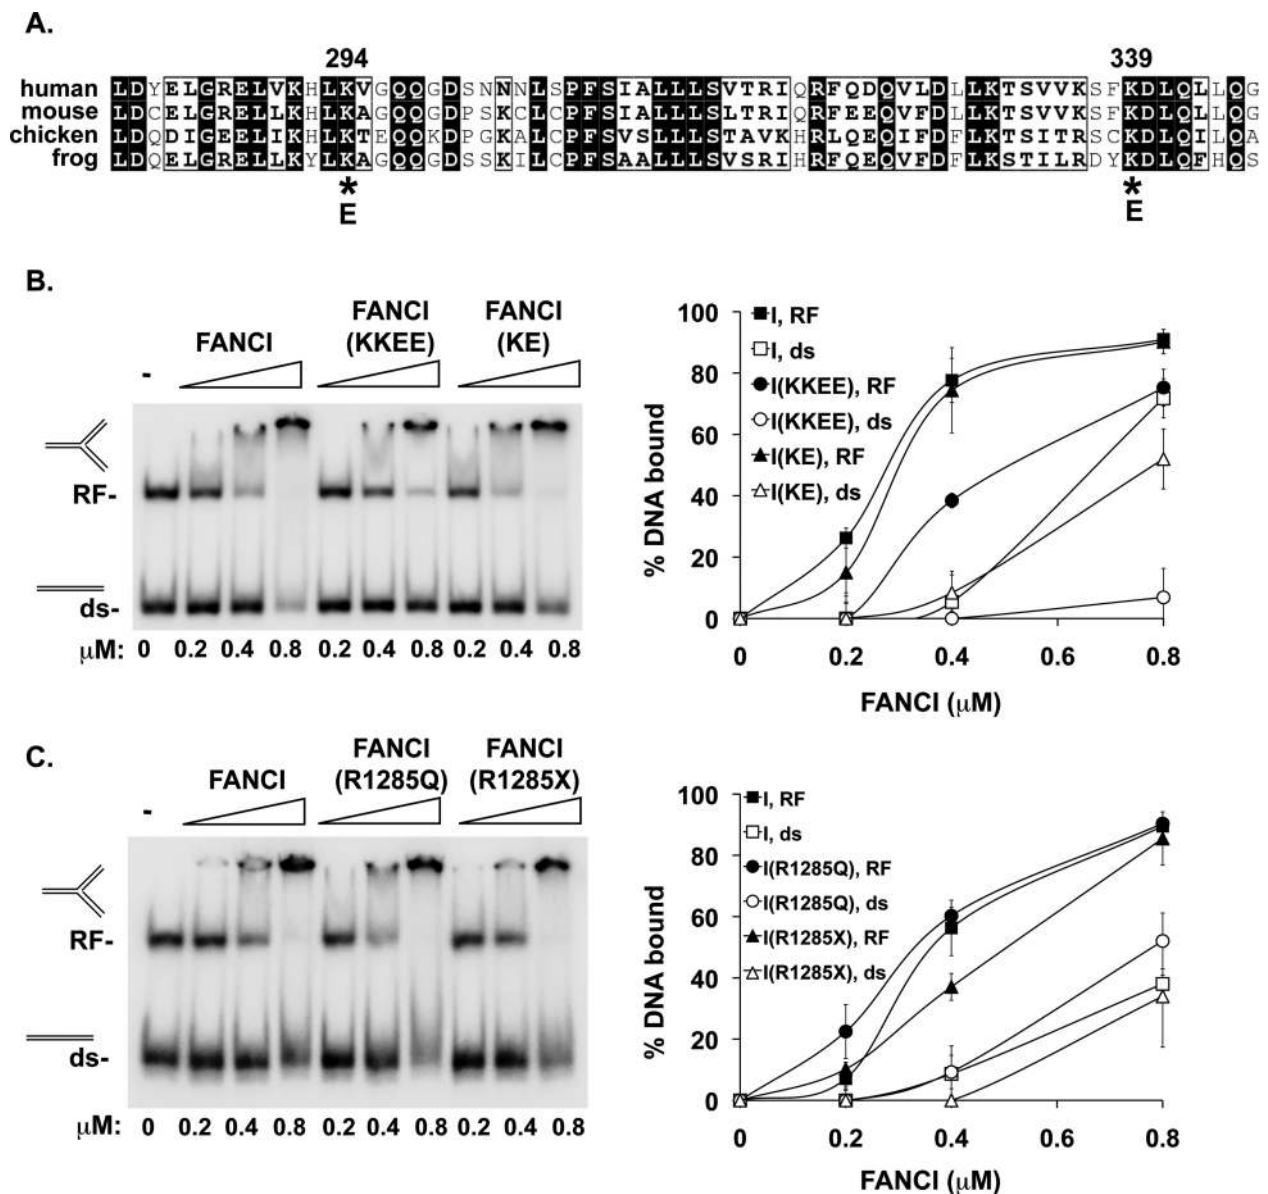 A.
294 339
human LDYELGRELVKHLKVGQQGDSNNNLSPFSIALLLSVTRIQRFQDQVLDLLKTSVVKSFKDLQLLQG
mouse LDCELGRELLKHLKAGQQGDPSKCLCPFSIALLLSLTRIQRFEEQVFDLLKTSVVKSFKDLQLLQG
chicken LDQDIGEELIKHLKTEQQKDPGKALCPFSVSLLLSTAVKHRLQEQIFDFLKTSITRSCKDLQILQA
frog LDQELGRELLKYLKAGQQGDSSKILCPFSAALLLSVSRIHRFQEQVFDFLKSTILRDYKDLQFHQS
* *
E E
B.
FANCI FANCI
FANCI (KKEE) (KE)
-
RF-
ds-
μM: 0 0.2 0.4 0.8 0.2 0.4 0.8 0.2 0.4 0.8
% DNA bound
100
80
60
40
20
0
I, RF
I, ds
I(KKEE), RF
I(KKEE), ds
I(KE), RF
I(KE), ds
0 0.2 0.4 0.6 0.8
FANCI (μM)
C.
FANCI FANCI
FANCI (R1285Q) (R1285X)
-
RF-
ds-
μM: 0 0.2 0.4 0.8 0.2 0.4 0.8 0.2 0.4 0.8
% DNA bound
100
80
60
40
20
0
I, RF
I, ds
I(R1285Q), RF
I(R1285Q), ds
I(R1285X), RF
I(R1285X), ds
0 0.2 0.4 0.6 0.8
FANCI (μM)